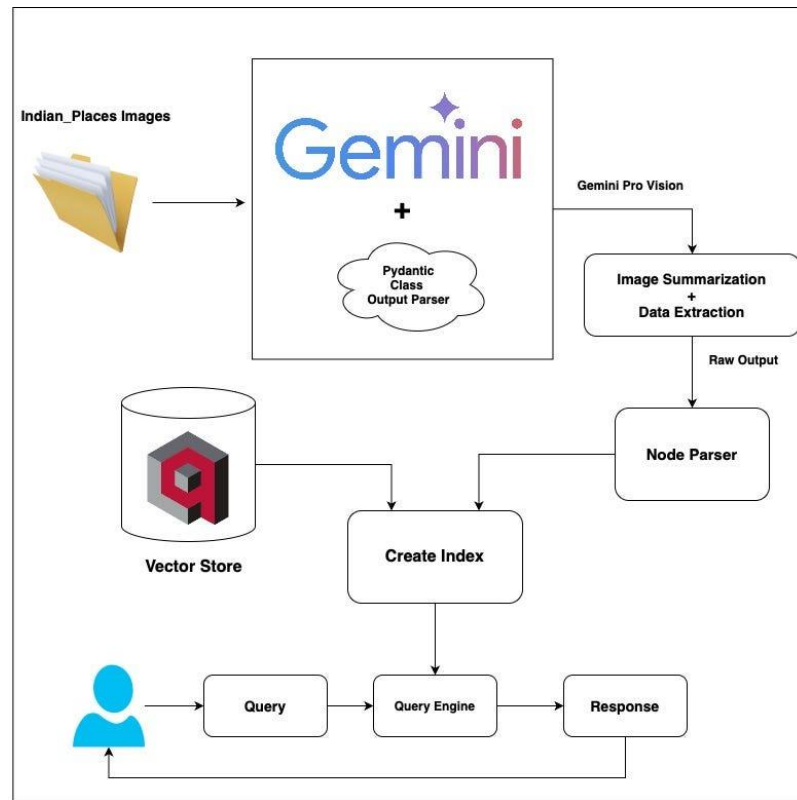 Indian_Places Images
Gemini
+
Pydantic
Class
Output Parser
Gemini Pro Vision
Image Summarization
+
Data Extraction
Raw Output
Node Parser
Vector Store
Create Index
Query
Query Engine
Response